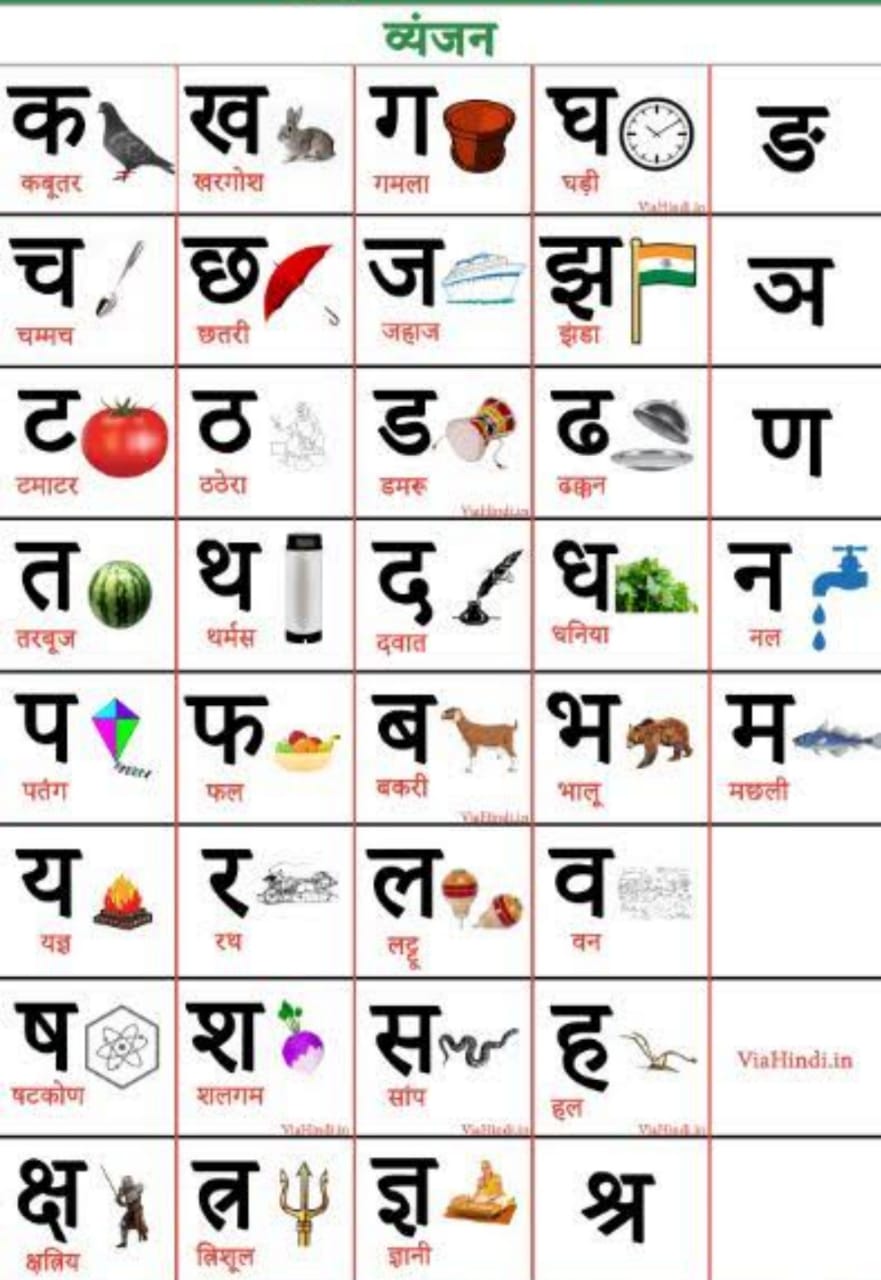 व्यंजन
क ख ग घ ङ
कबूतर खरगोश गमला घड़ी
ViaHindi.in
च छ ज झ ञ
चम्मच छतरी जहाज झंडा
ट ठ ड ढ ण
टमाटर ठठेरा डमरू ढक्कन
ViaHindi.in
त थ द ध न
तरबूज थर्मस दवात धनिया नल
प फ ब भ म
पतंग फल बकरी भालू मछली
ViaHindi.in
य र ल व
यज्ञ रथ लट्टू वन
ष श स ह ViaHindi.in
षटकोण शलगम सांप हल
ViaHindi.in ViaHindi.in ViaHindi.in
क्ष त्र ज्ञ श्र
क्षत्रिय त्रिशूल ज्ञानी